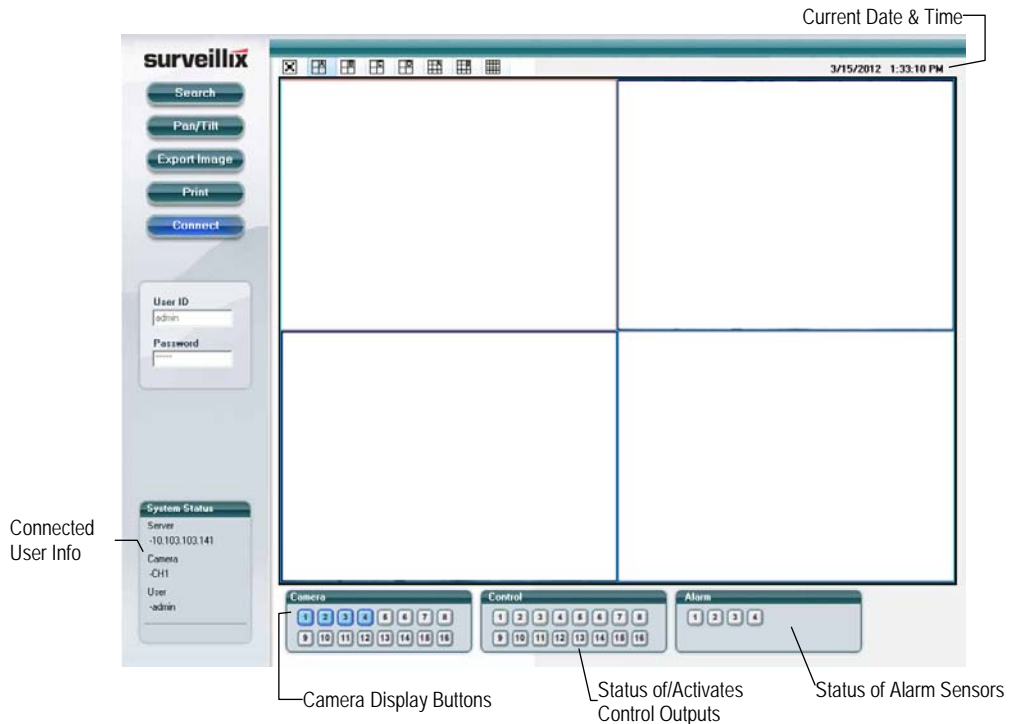 Current Date & Time
surveillix
3/15/2012 1:33:10 PM
Search
Pan/Tilt
Export Image
Print
Connect
User ID
admin
Password
System Status
Server
-10.103.103.141
Camera
-CH1
User
-admin
Connected
User Info
Camera
1 2 3 4 5 6 7 8
9 10 11 12 13 14 15 16
Control
1 2 3 4 5 6 7 8
9 10 11 12 13 14 15 16
Alarm
1 2 3 4
Camera Display Buttons
Status of/Activates
Control Outputs
Status of Alarm Sensors